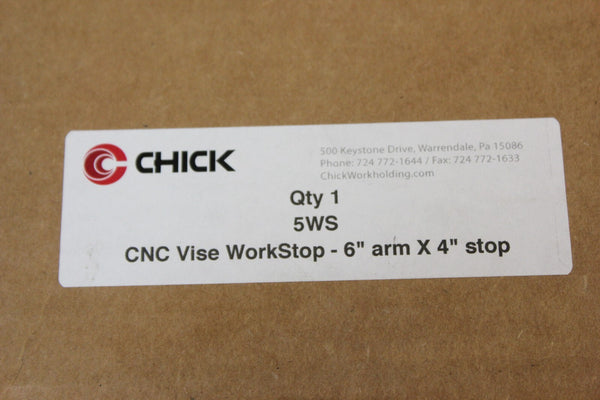 CHICK
500 Keystone Drive, Warrendale, Pa 15086
Phone: 724 772-1644 / Fax: 724 772-1633
ChickWorkholding.com
Qty 1
5WS
CNC Vise WorkStop - 6" arm X 4" stop